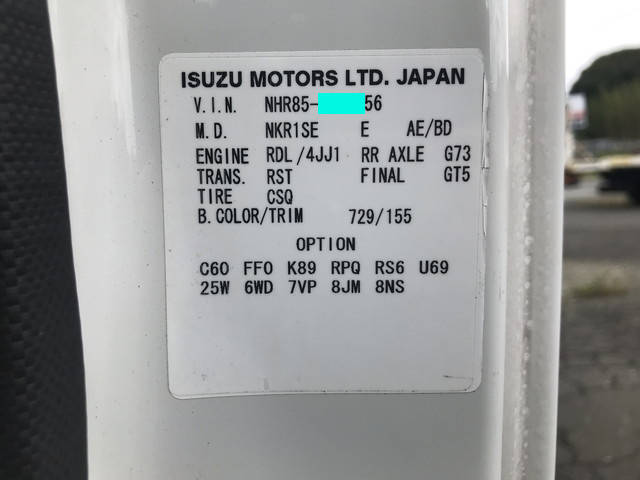 ISUZU MOTORS LTD. JAPAN
V.I.N. NHR85- 56
M.D. NKR1SE E AE/BD
ENGINE RDL/4JJ1 RR AXLE G73
TRANS. RST FINAL GT5
TIRE CSQ
B.COLOR/TRIM 729/155
OPTION
C60 FF0 K89 RPQ RS6 U69
25W 6WD 7VP 8JM 8NS